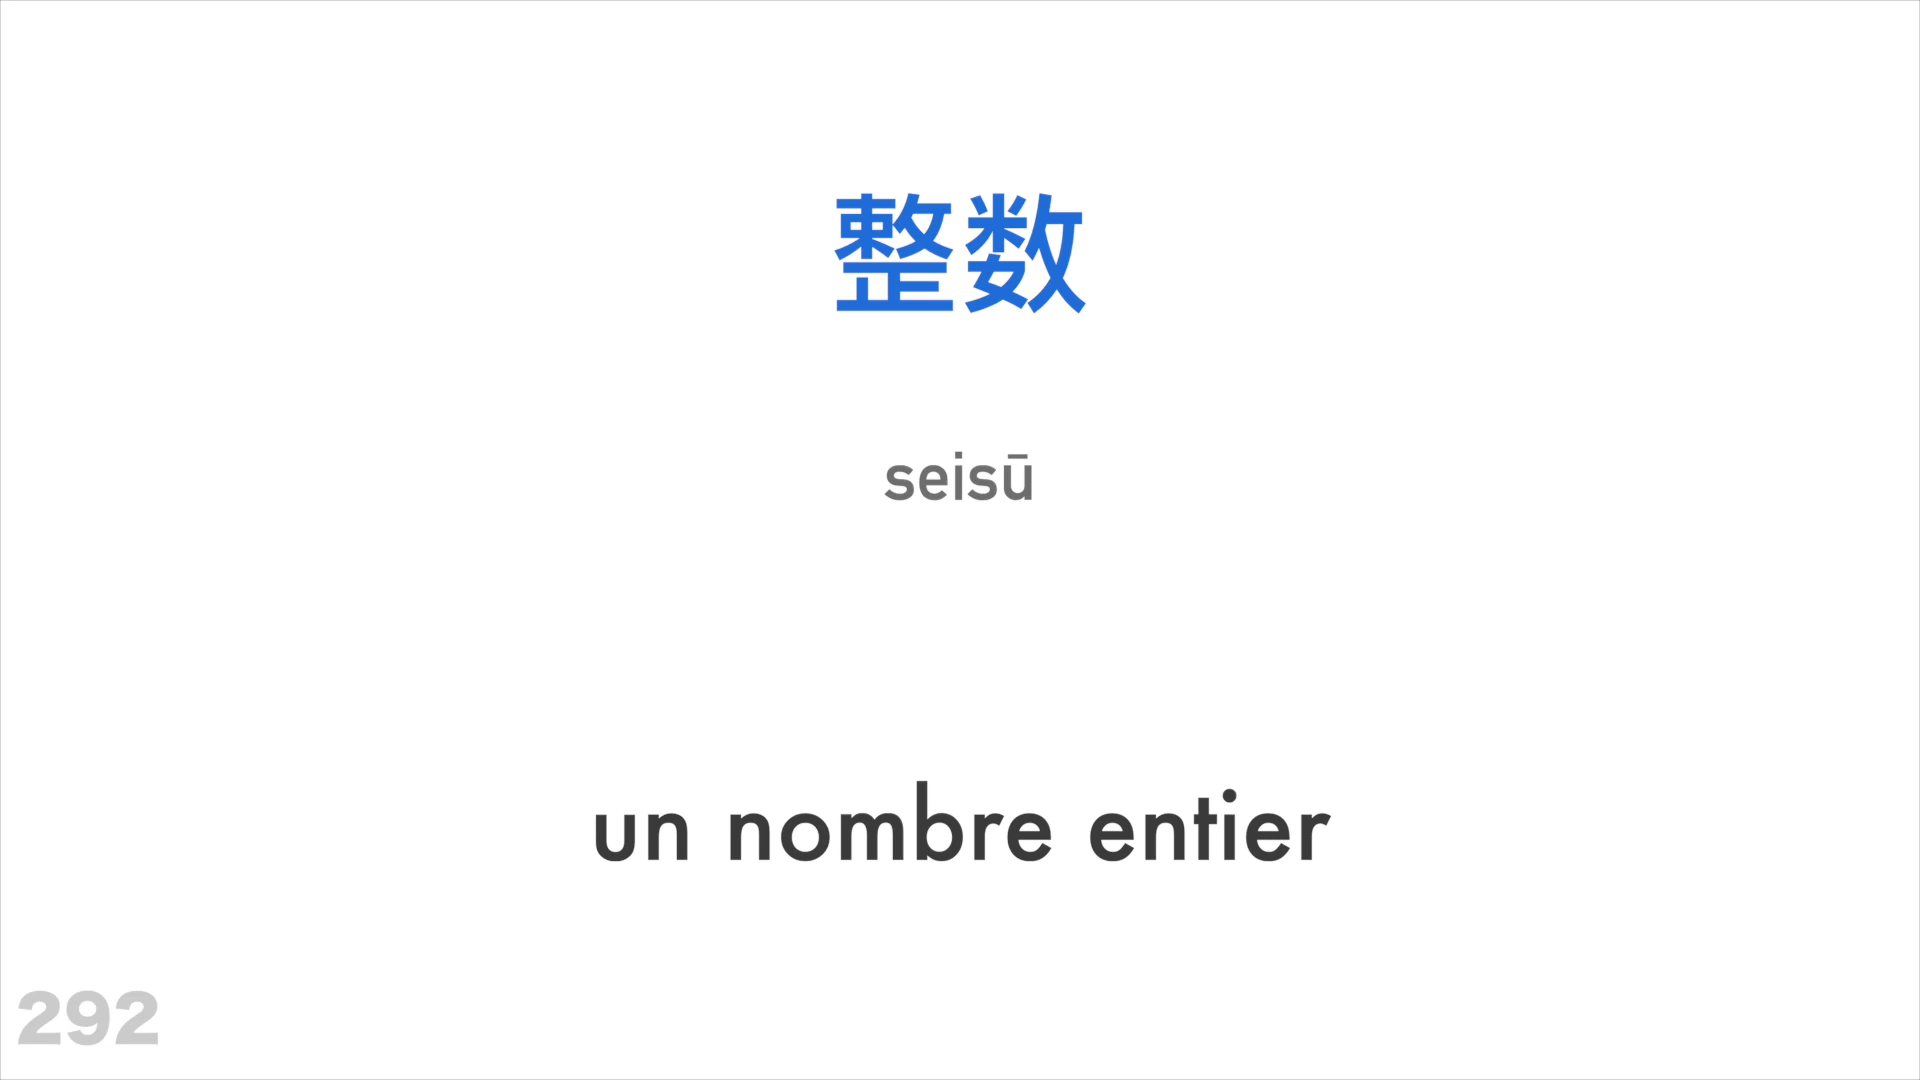 整数
seisū
un nombre entier
292